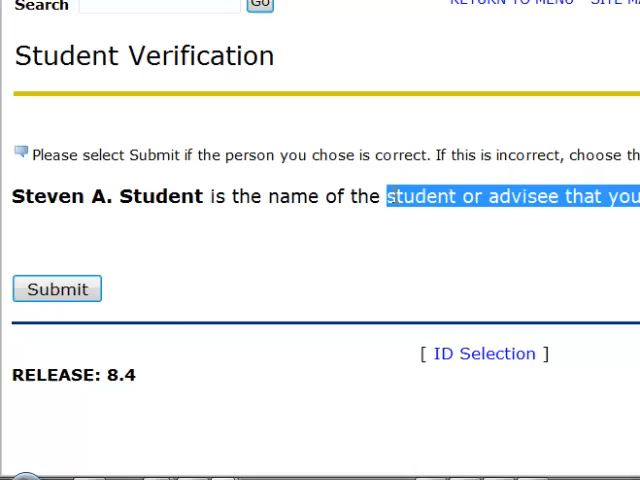 Search Go RETURN TO MENU SITE MA
Student Verification
Please select Submit if the person you chose is correct. If this is incorrect, choose th
Steven A. Student is the name of the student or advisee that you
Submit
[ ID Selection ]
RELEASE: 8.4